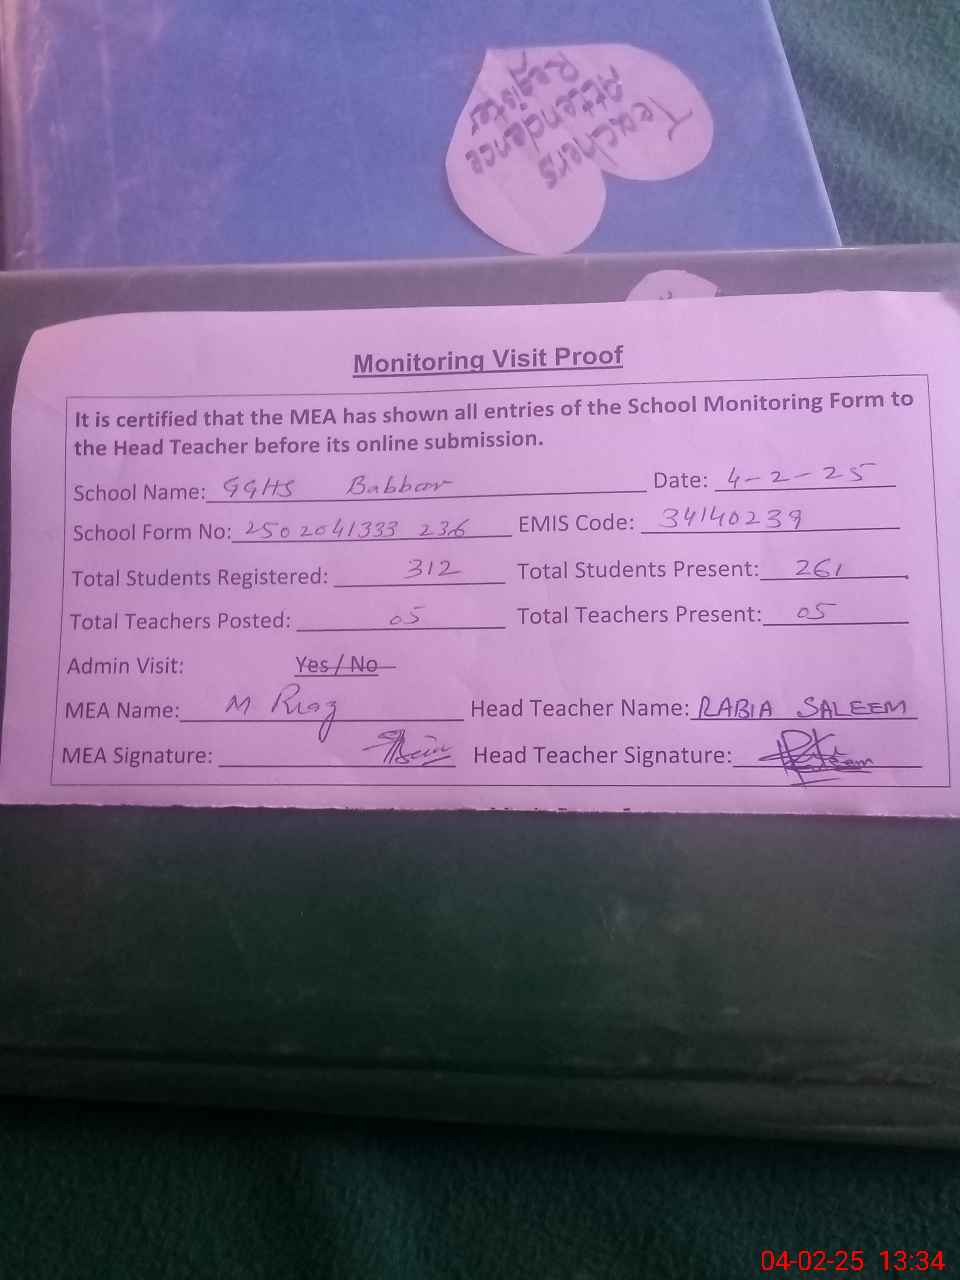 Teachers
Attendence
Register
Monitoring Visit Proof
It is certified that the MEA has shown all entries of the School Monitoring Form to
the Head Teacher before its online submission.
School Name: GGHS Babbar Date: 4-2-25
School Form No: 2502041333 236 EMIS Code: 34140239
Total Students Registered: 312 Total Students Present: 261
Total Teachers Posted: 05 Total Teachers Present: 05
Admin Visit: Yes / No
MEA Name: M Riaz Head Teacher Name: RABIA SALEEM
MEA Signature: Head Teacher Signature:
04-02-25 13:34